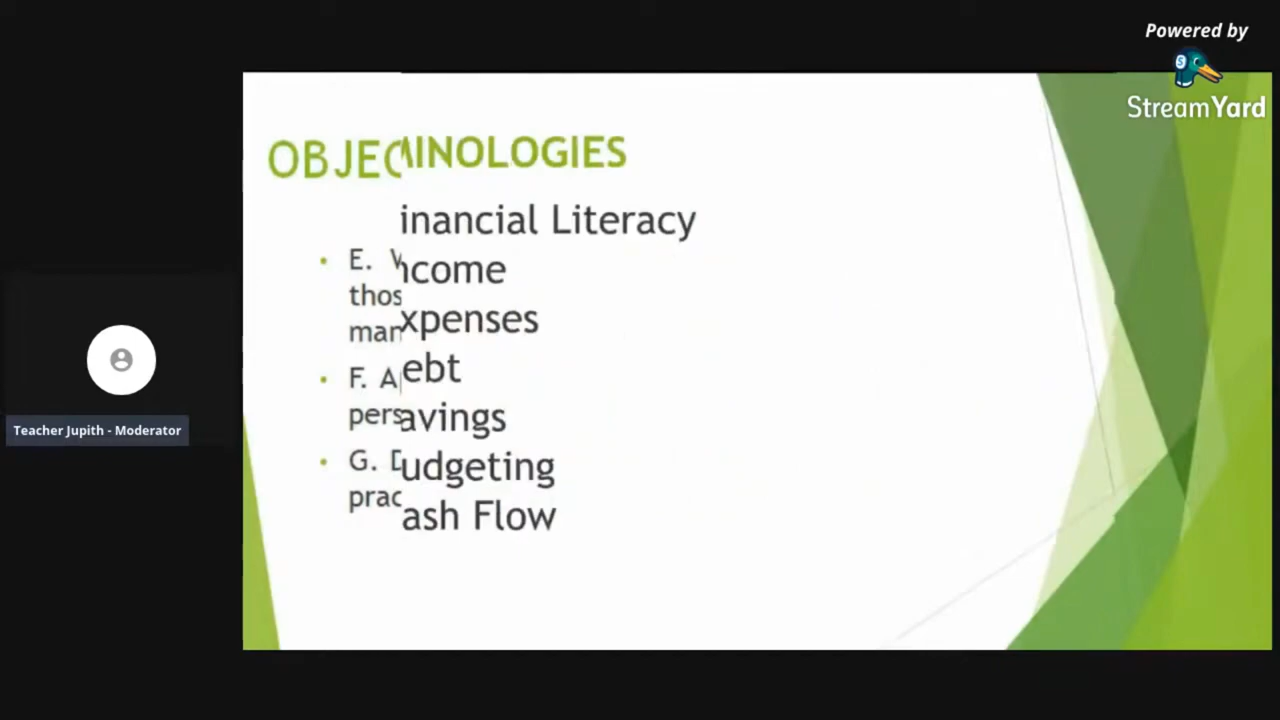 Powered by
StreamYard
OBJEC
MINOLOGIES
inancial Literacy
E.
ncome
thos
xpenses
man
F. A
ebt
pers
avings
G.
udgeting
prac
ash Flow
Teacher Jupith - Moderator